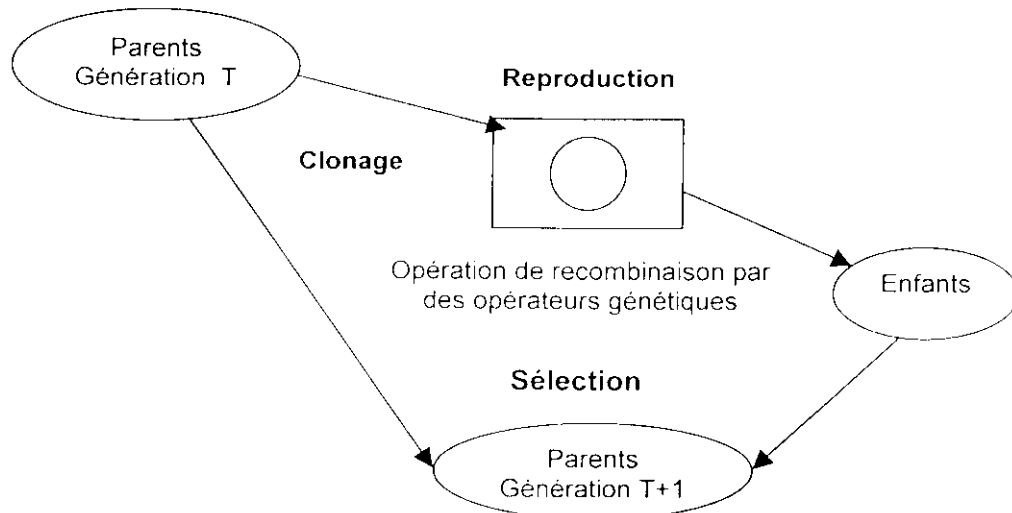 Parents
Génération T
Reproduction
Clonage
Opération de recombinaison par
des opérateurs génétiques
Enfants
Sélection
Parents
Génération T+1